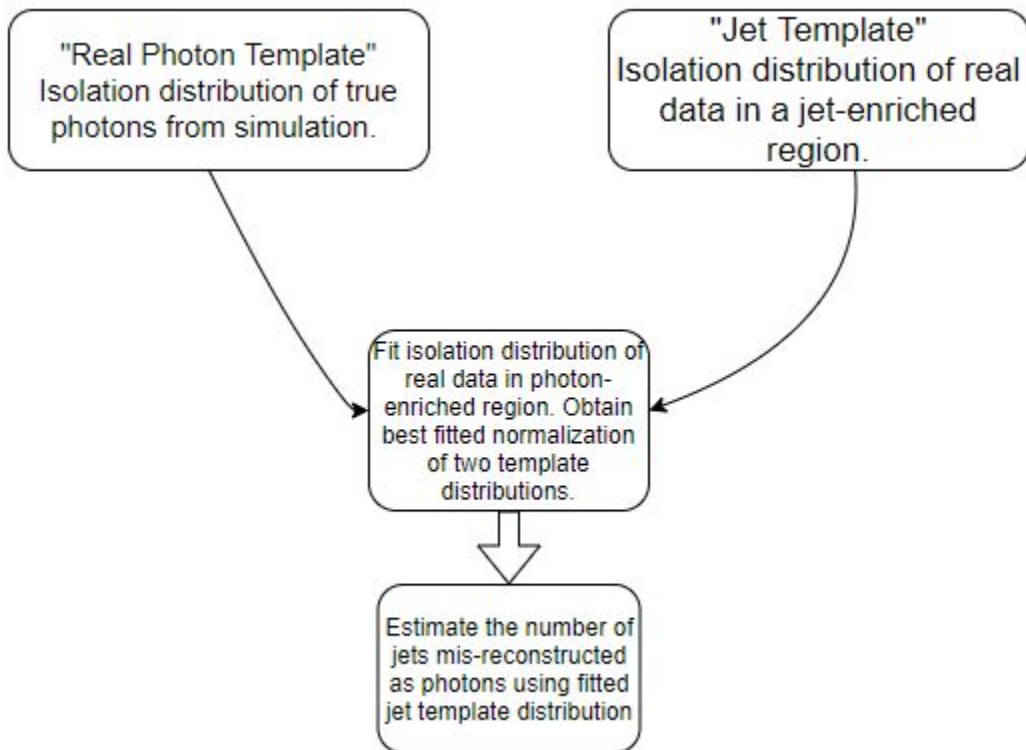 "Real Photon Template"
Isolation distribution of true
photons from simulation.
"Jet Template"
Isolation distribution of real
data in a jet-enriched
region.
Fit isolation distribution of
real data in photon-
enriched region. Obtain
best fitted normalization
of two template
distributions.
Estimate the number of
jets mis-reconstructed
as photons using fitted
jet template distribution